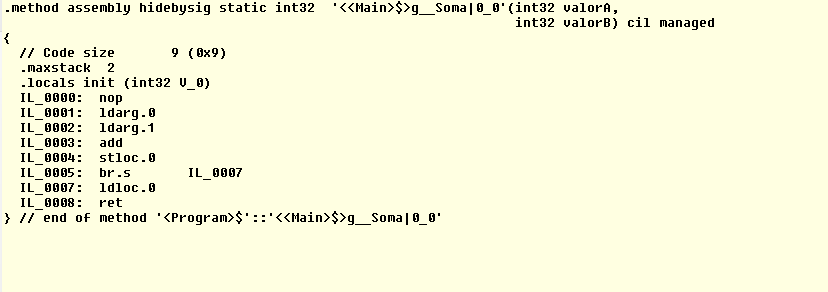 .method assembly hidebysig static int32  '<<Main>$>g__Soma|0_0'(int32 valorA,
                                                                int32 valorB) cil managed
{
  // Code size       9 (0x9)
  .maxstack  2
  .locals init (int32 V_0)
  IL_0000:  nop
  IL_0001:  ldarg.0
  IL_0002:  ldarg.1
  IL_0003:  add
  IL_0004:  stloc.0
  IL_0005:  br.s       IL_0007
  IL_0007:  ldloc.0
  IL_0008:  ret
} // end of method '<Program>$'::'<<Main>$>g__Soma|0_0'